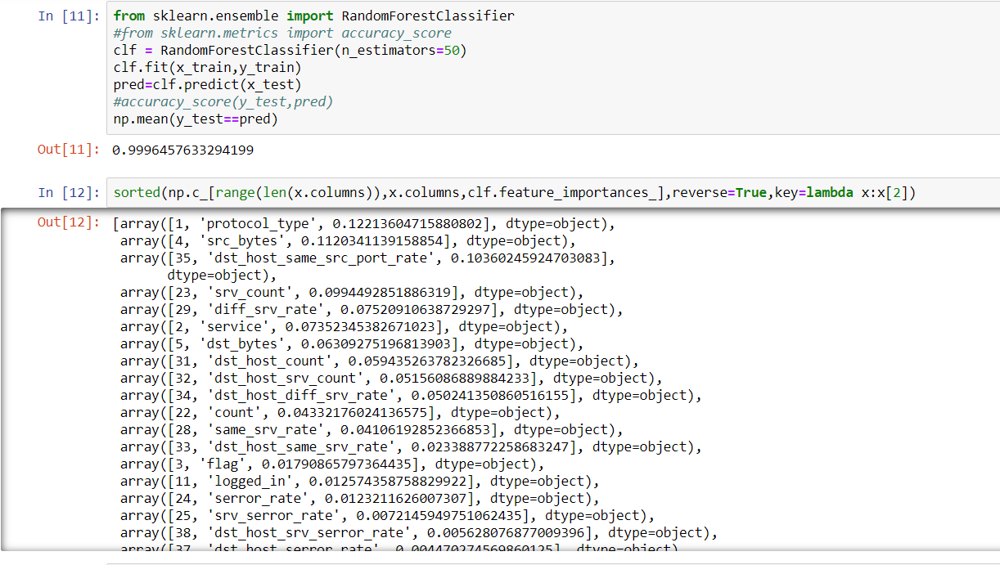 In [11]: from sklearn.ensemble import RandomForestClassifier
#from sklearn.metrics import accuracy_score
clf = RandomForestClassifier(n_estimators=50)
clf.fit(x_train,y_train)
pred=clf.predict(x_test)
#accuracy_score(y_test,pred)
np.mean(y_test==pred)
Out[11]: 0.9996457633294199
In [12]: sorted(np.c_[range(len(x.columns)),x.columns,clf.feature_importances_],reverse=True,key=lambda x:x[2])
Out[12]: [array([1, 'protocol_type', 0.12213604715880802], dtype=object),
array([4, 'src_bytes', 0.1120341139158854], dtype=object),
array([35, 'dst_host_same_src_port_rate', 0.10360245924703083],
dtype=object),
array([23, 'srv_count', 0.0994492851886319], dtype=object),
array([29, 'diff_srv_rate', 0.07520910638729297], dtype=object),
array([2, 'service', 0.07352345382671023], dtype=object),
array([5, 'dst_bytes', 0.06309275196813903], dtype=object),
array([31, 'dst_host_count', 0.059435263782326685], dtype=object),
array([32, 'dst_host_srv_count', 0.05156086889884233], dtype=object),
array([34, 'dst_host_diff_srv_rate', 0.050241350860516155], dtype=object),
array([22, 'count', 0.04332176024136575], dtype=object),
array([28, 'same_srv_rate', 0.04106192852366853], dtype=object),
array([33, 'dst_host_same_srv_rate', 0.023388772258683247], dtype=object),
array([3, 'flag', 0.01790865797364435], dtype=object),
array([11, 'logged_in', 0.012574358758829922], dtype=object),
array([24, 'serror_rate', 0.0123211626007307], dtype=object),
array([25, 'srv_serror_rate', 0.0072145949751062435], dtype=object),
array([38, 'dst_host_srv_serror_rate', 0.005628076877009396], dtype=object),
array([37, 'dst_host_serror_rate', 0.004470274569860125], dtype=object)